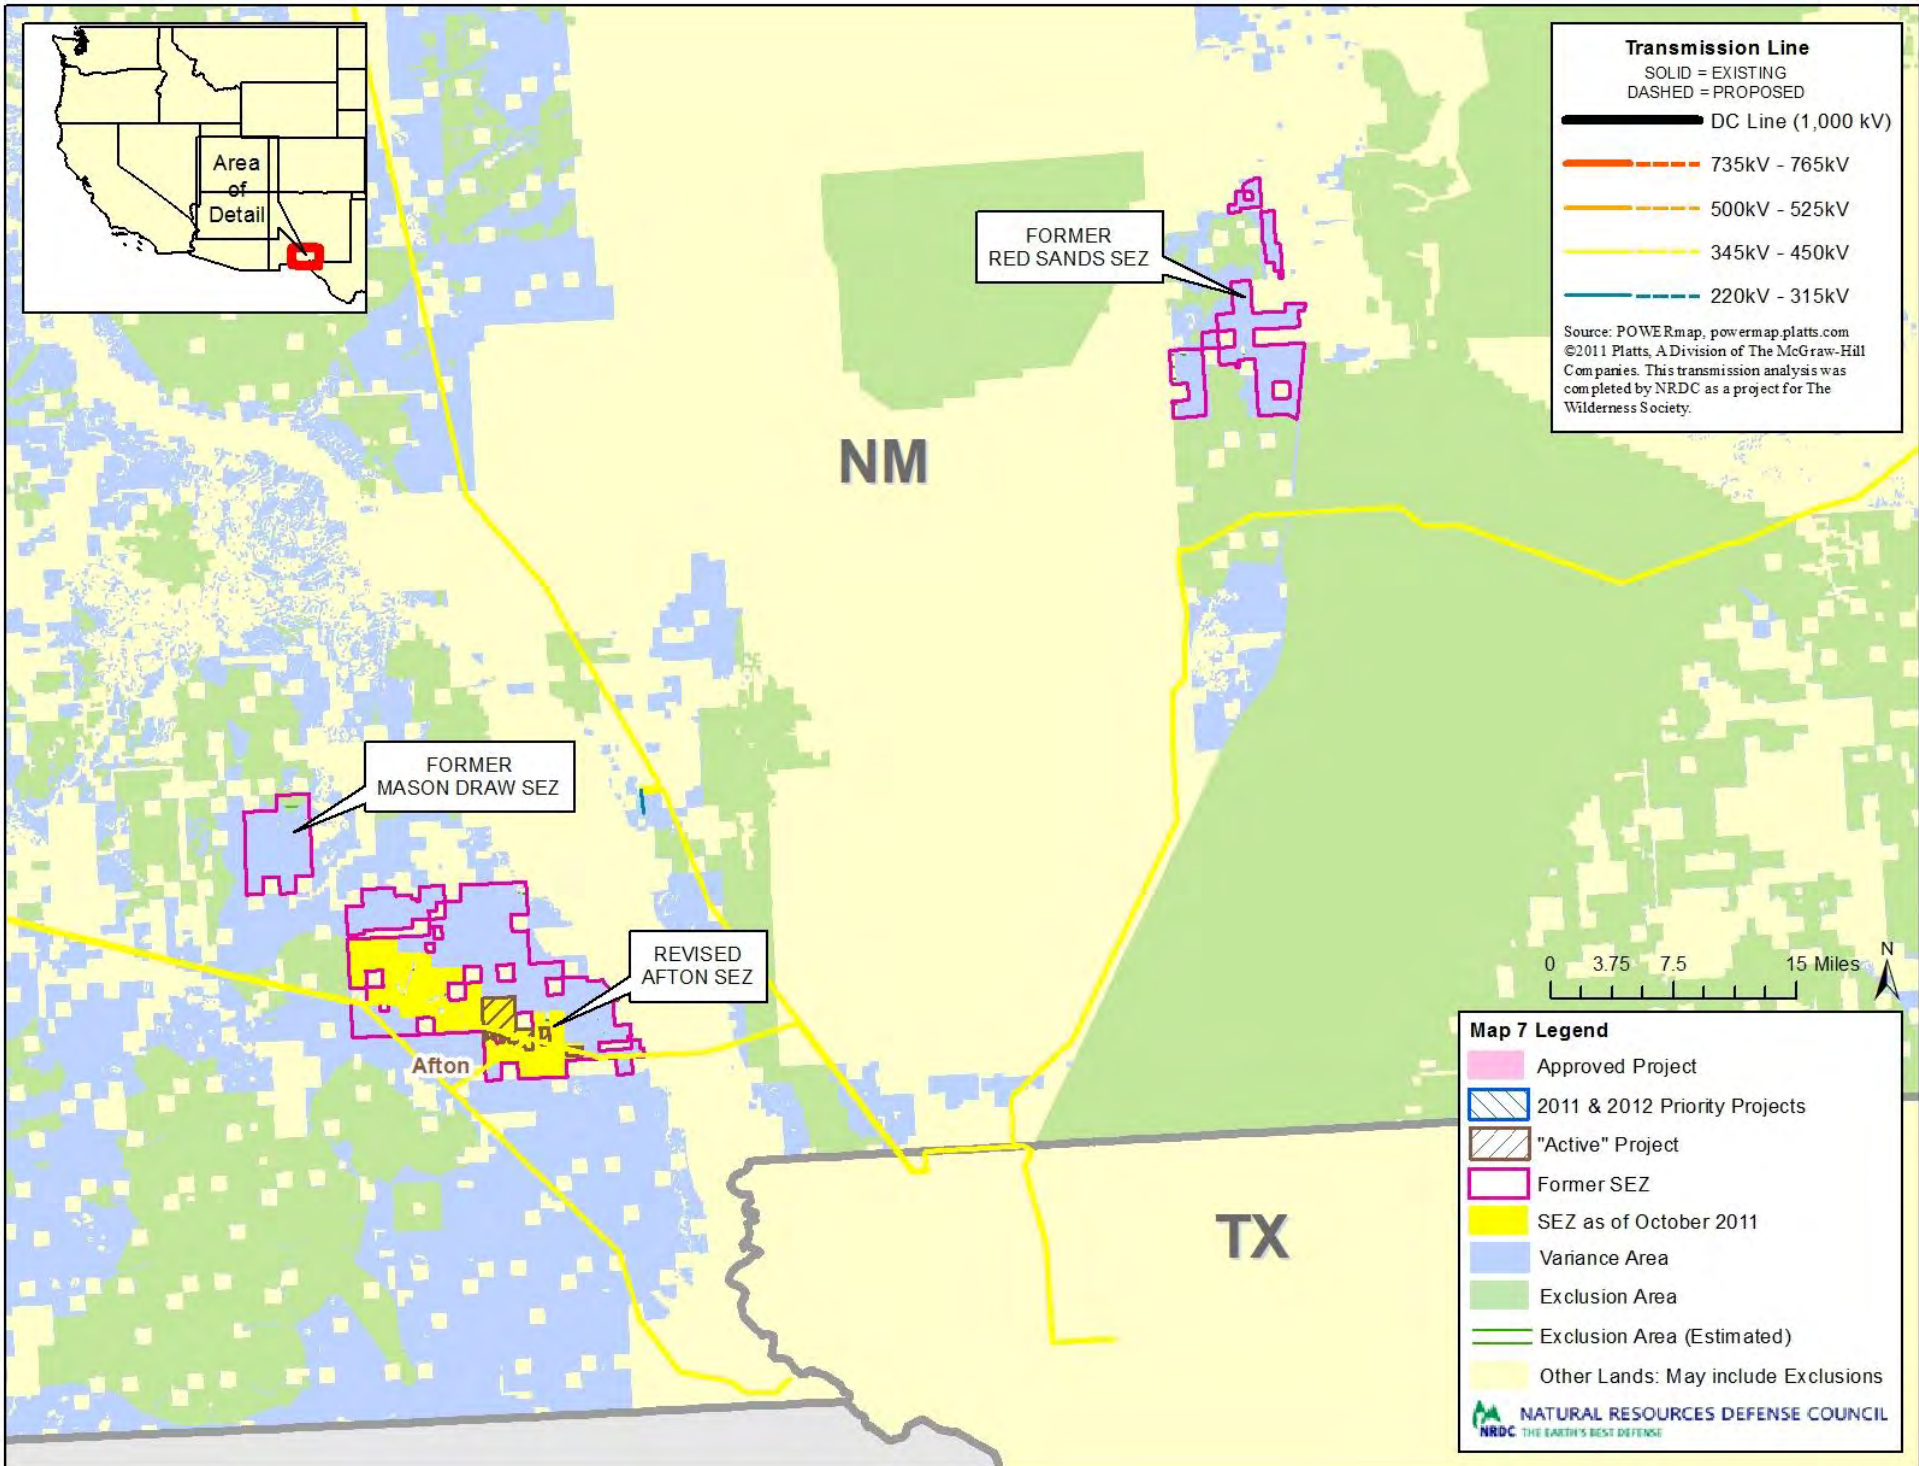 Area
of
Detail
Transmission Line
SOLID = EXISTING
DASHED = PROPOSED
DC Line (1,000 kV)
735kV - 765kV
500kV - 525kV
345kV - 450kV
220kV - 315kV
Source: POWERmap, powermap.platts.com
©2011 Platts, A Division of The McGraw-Hill
Companies. This transmission analysis was
completed by NRDC as a project for The
Wilderness Society.
FORMER
RED SANDS SEZ
NM
FORMER
MASON DRAW SEZ
REVISED
AFTON SEZ
Afton
TX
N
0 3.75 7.5 15 Miles
Map 7 Legend
Approved Project
2011 & 2012 Priority Projects
"Active" Project
Former SEZ
SEZ as of October 2011
Variance Area
Exclusion Area
Exclusion Area (Estimated)
Other Lands: May include Exclusions
NRDC
NATURAL RESOURCES DEFENSE COUNCIL
THE EARTH'S BEST DEFENSE